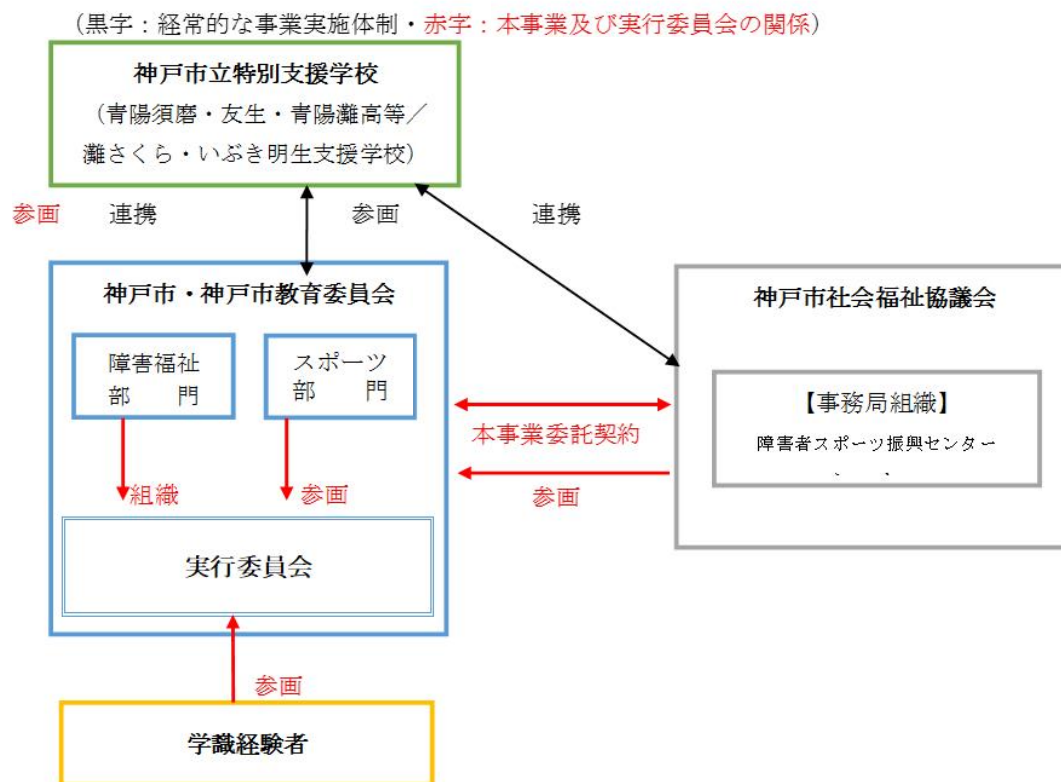 (黒字：経常的な事業実施体制・赤字：本事業及び実行委員会の関係)
神戸市立特別支援学校
（青陽須磨・友生・青陽灘高等／
灘さくら・いぶき明生支援学校）
参画 連携 参画 連携
神戸市・神戸市教育委員会
神戸市社会福祉協議会
障害福祉
部　門
スポーツ
部　門
【事務局組織】
障害者スポーツ振興センター
本事業委託契約
組織
参画
参画
実行委員会
参画
学識経験者